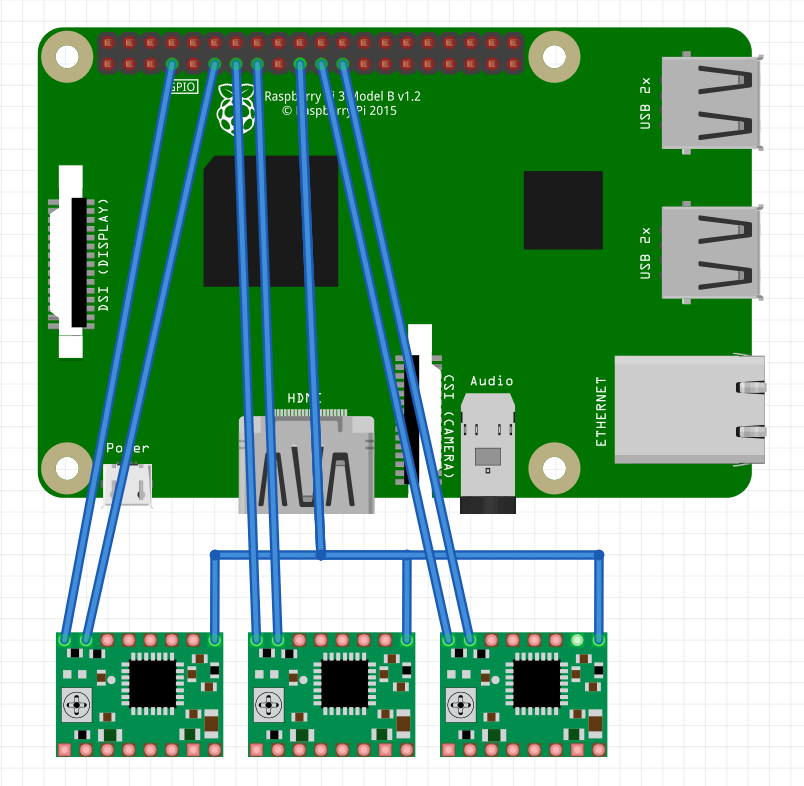 GPIO
Raspberry Pi 3 Model B v1.2
© Raspberry Pi 2015
USB 2x
DSI (DISPLAY)
USB 2x
HDMI
Audio
CSI (CAMERA)
ETHERNET
Power